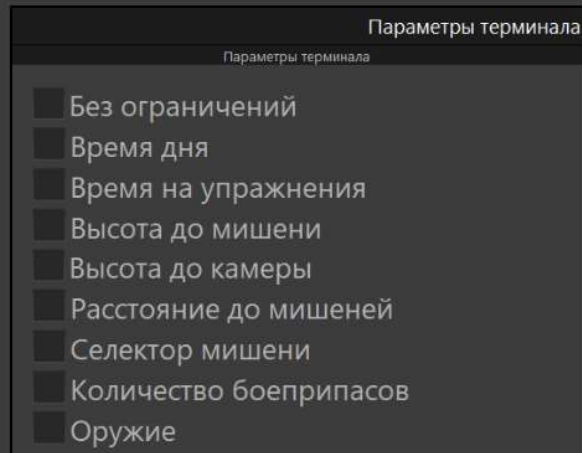 Параметры терминала
Параметры терминала
Без ограничений
Время дня
Время на упражнения
Высота до мишени
Высота до камеры
Расстояние до мишеней
Селектор мишени
Количество боеприпасов
Оружие